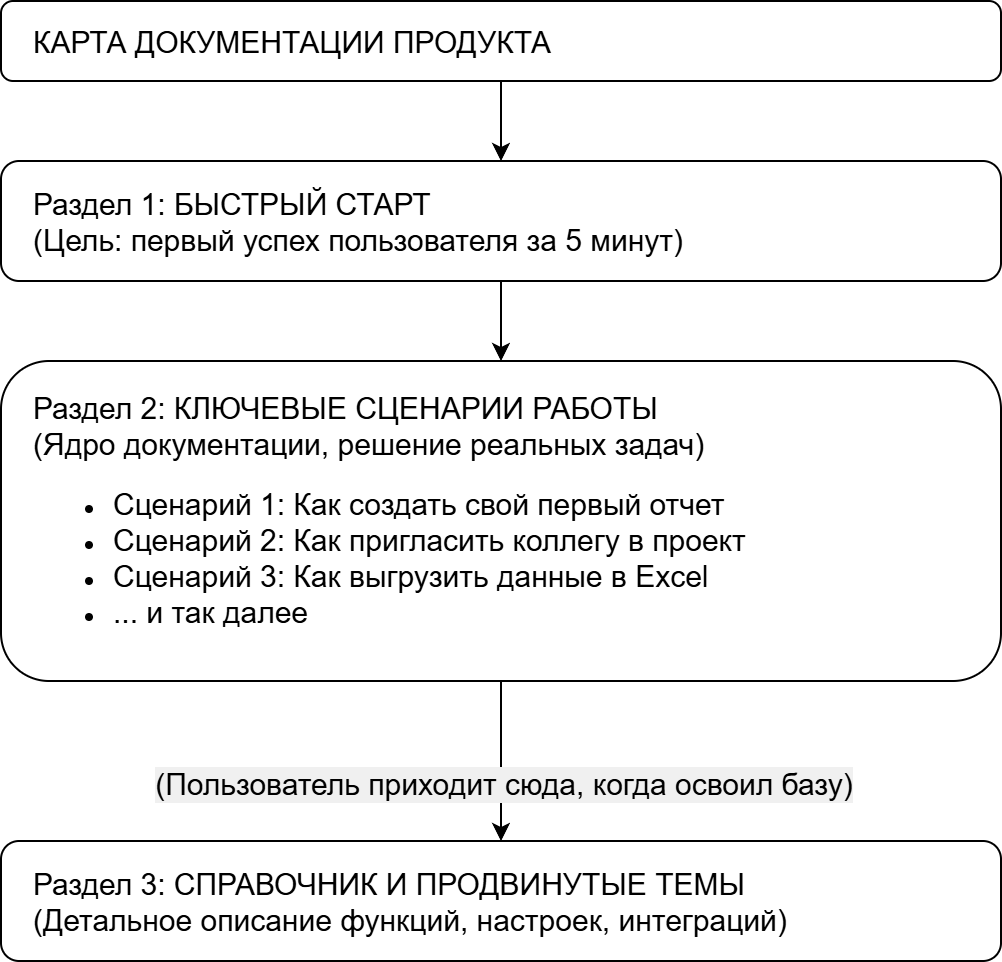 КАРТА ДОКУМЕНТАЦИИ ПРОДУКТА
Раздел 1: БЫСТРЫЙ СТАРТ
(Цель: первый успех пользователя за 5 минут)
Раздел 2: КЛЮЧЕВЫЕ СЦЕНАРИИ РАБОТЫ
(Ядро документации, решение реальных задач)
• Сценарий 1: Как создать свой первый отчет
• Сценарий 2: Как пригласить коллегу в проект
• Сценарий 3: Как выгрузить данные в Excel
• ... и так далее
(Пользователь приходит сюда, когда освоил базу)
Раздел 3: СПРАВОЧНИК И ПРОДВИНУТЫЕ ТЕМЫ
(Детальное описание функций, настроек, интеграций)